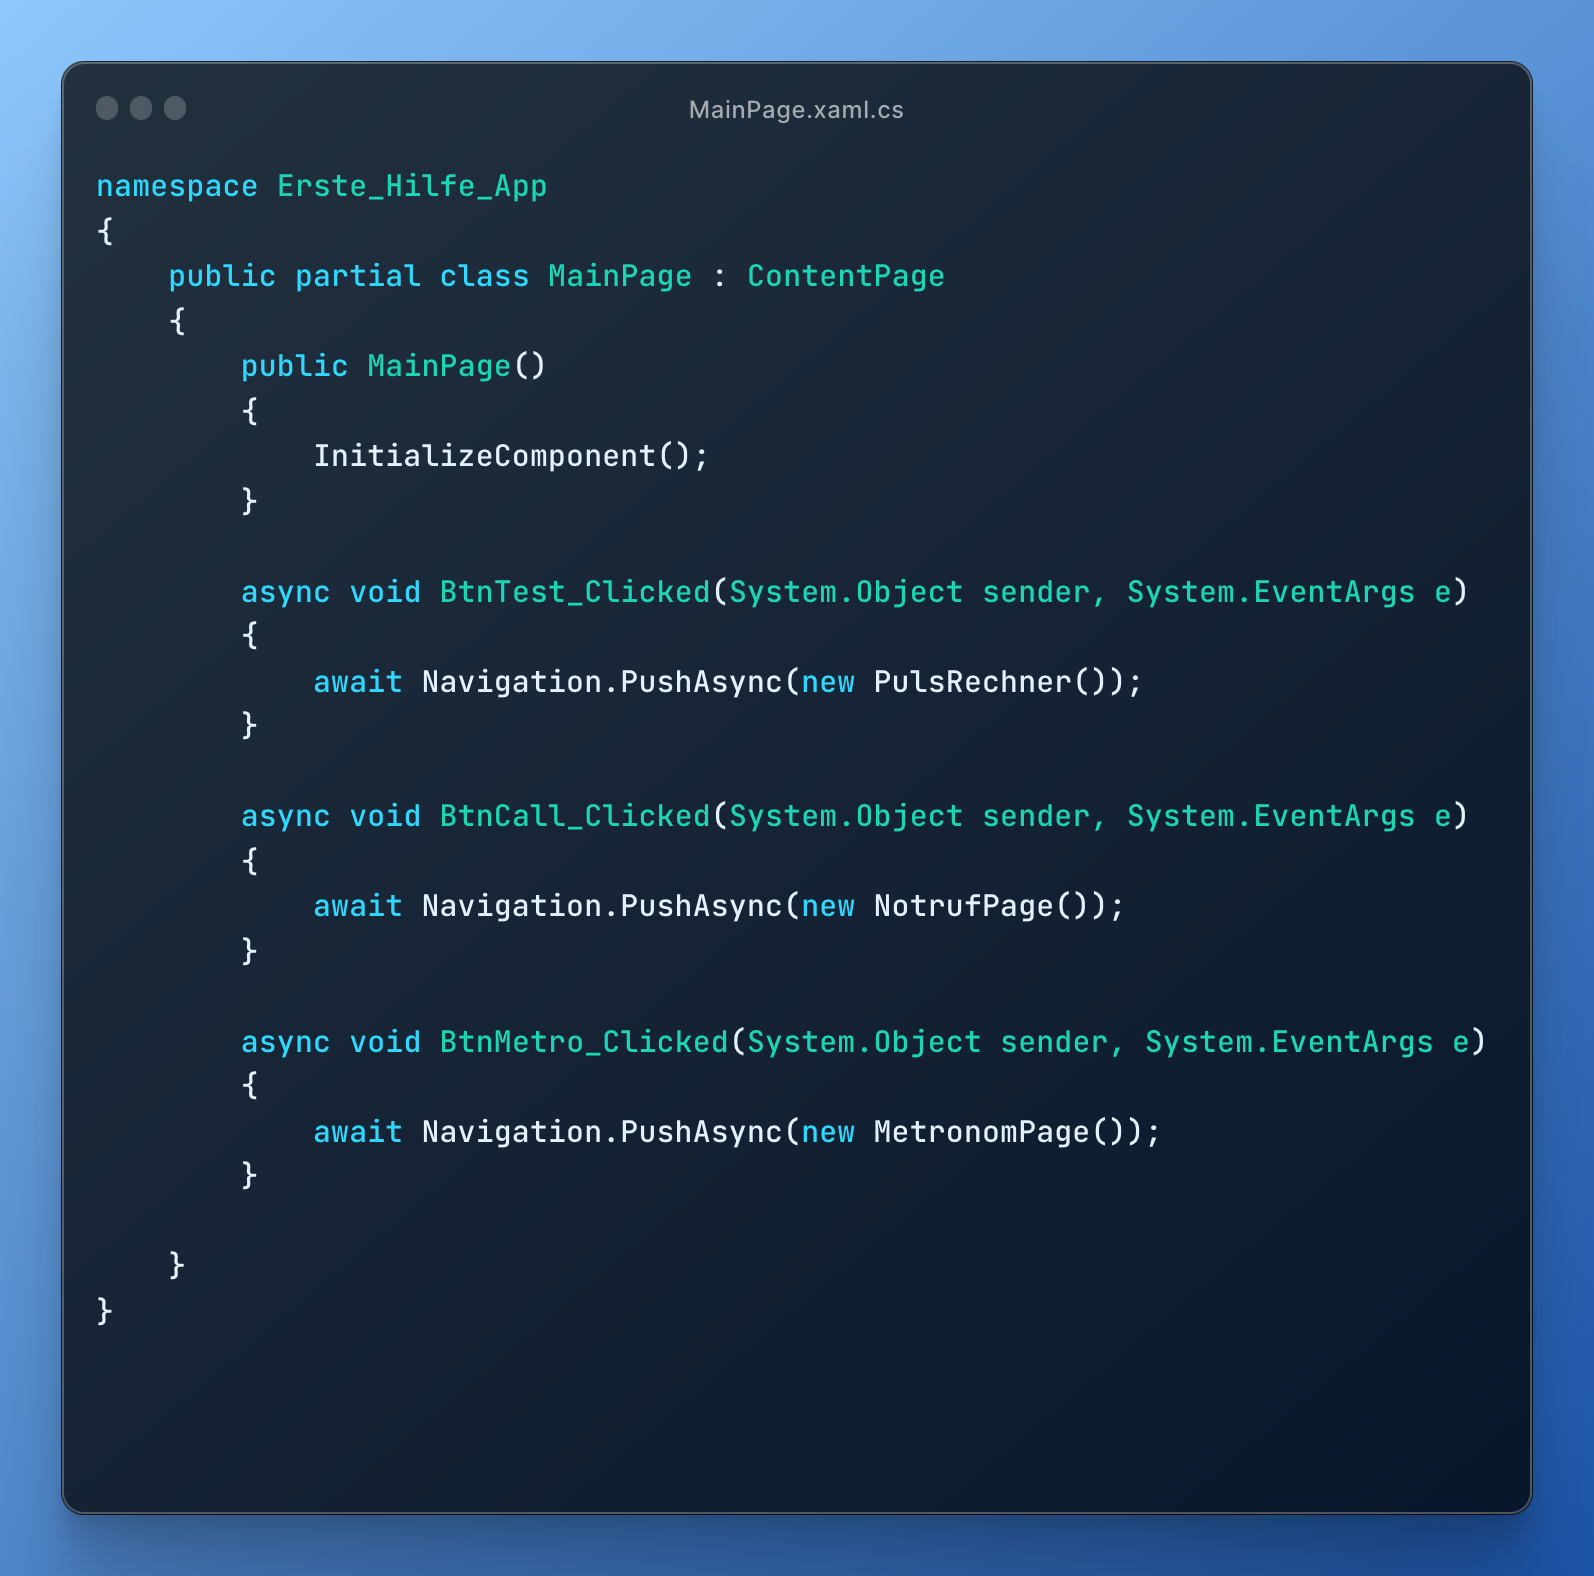 MainPage.xaml.cs
namespace Erste_Hilfe_App
{
    public partial class MainPage : ContentPage
    {
        public MainPage()
        {
            InitializeComponent();
        }

        async void BtnTest_Clicked(System.Object sender, System.EventArgs e)
        {
            await Navigation.PushAsync(new PulsRechner());
        }

        async void BtnCall_Clicked(System.Object sender, System.EventArgs e)
        {
            await Navigation.PushAsync(new NotrufPage());
        }

        async void BtnMetro_Clicked(System.Object sender, System.EventArgs e)
        {
            await Navigation.PushAsync(new MetronomPage());
        }

    }
}